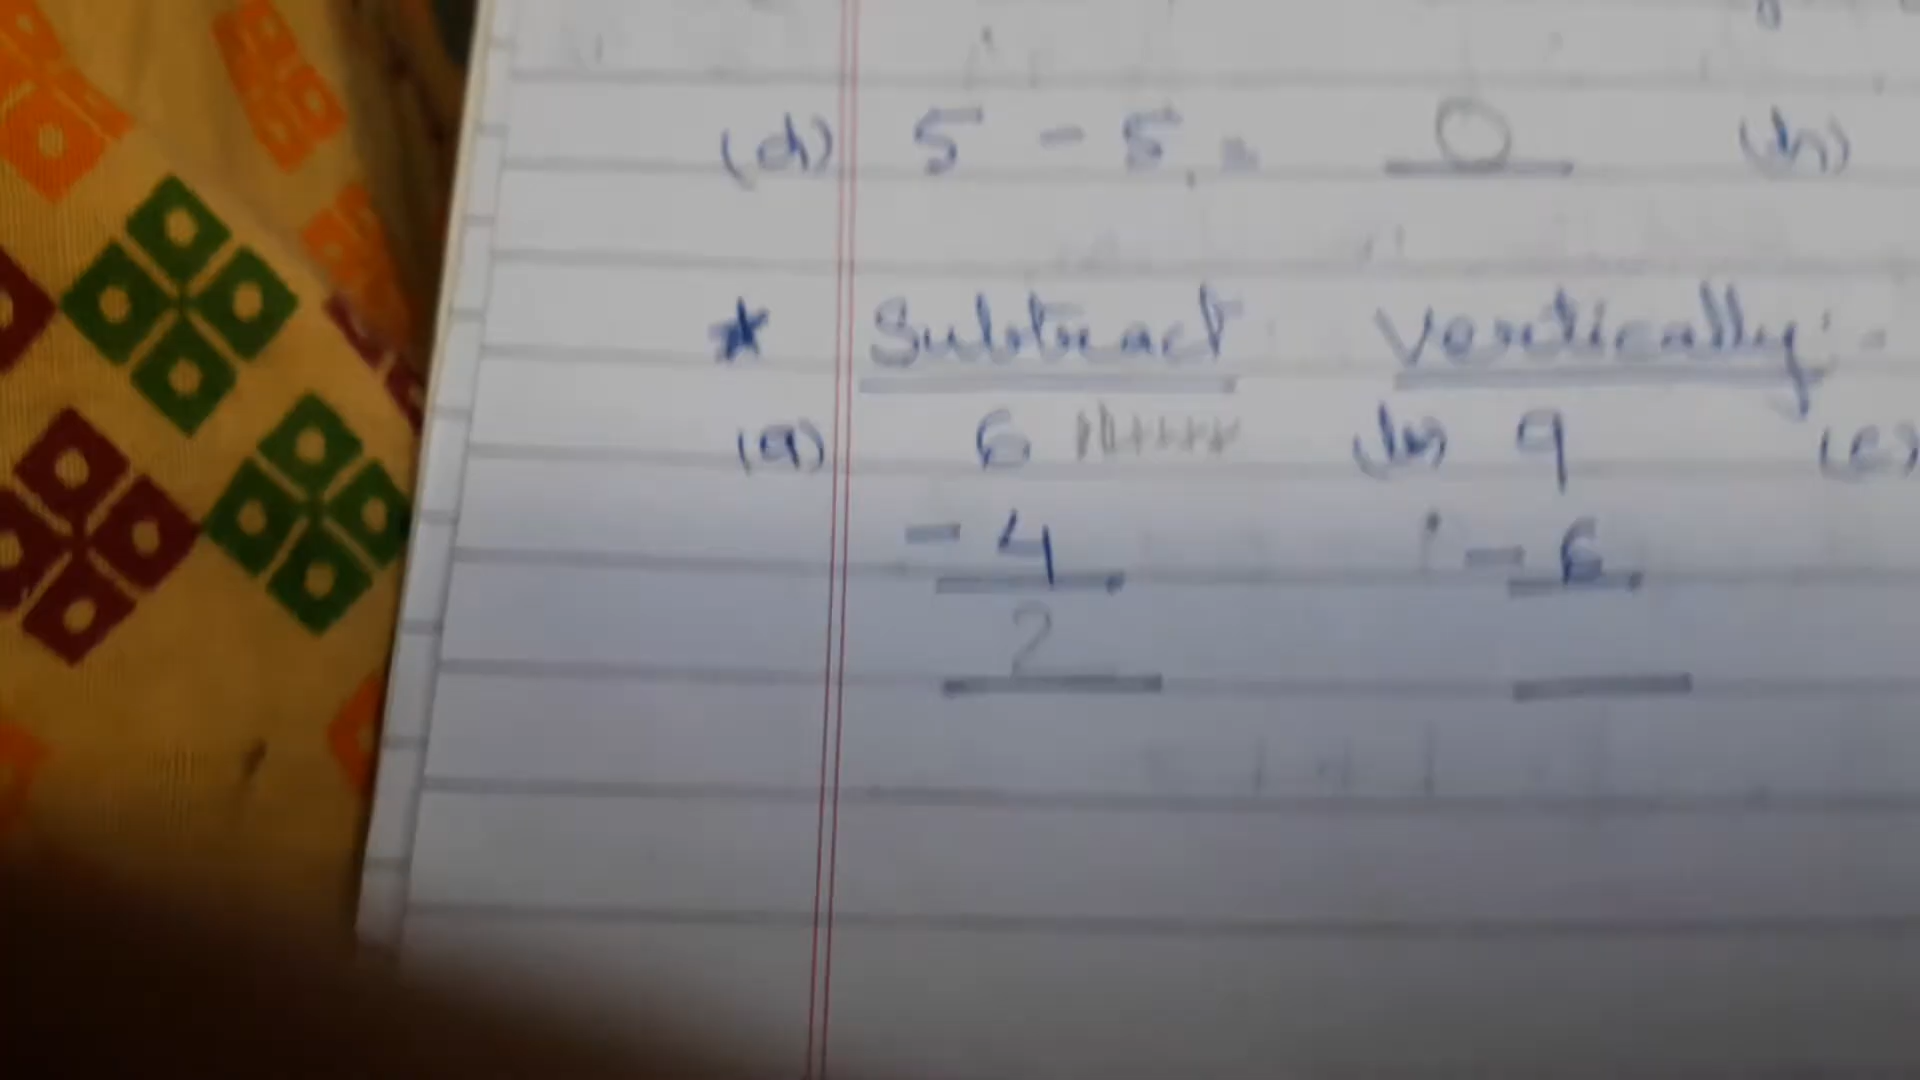 (d) 5 - 5 = 0 (h)
* Subtract Vertically :-
(a) 6 (b) 9 (c)
- 4 - 6
2